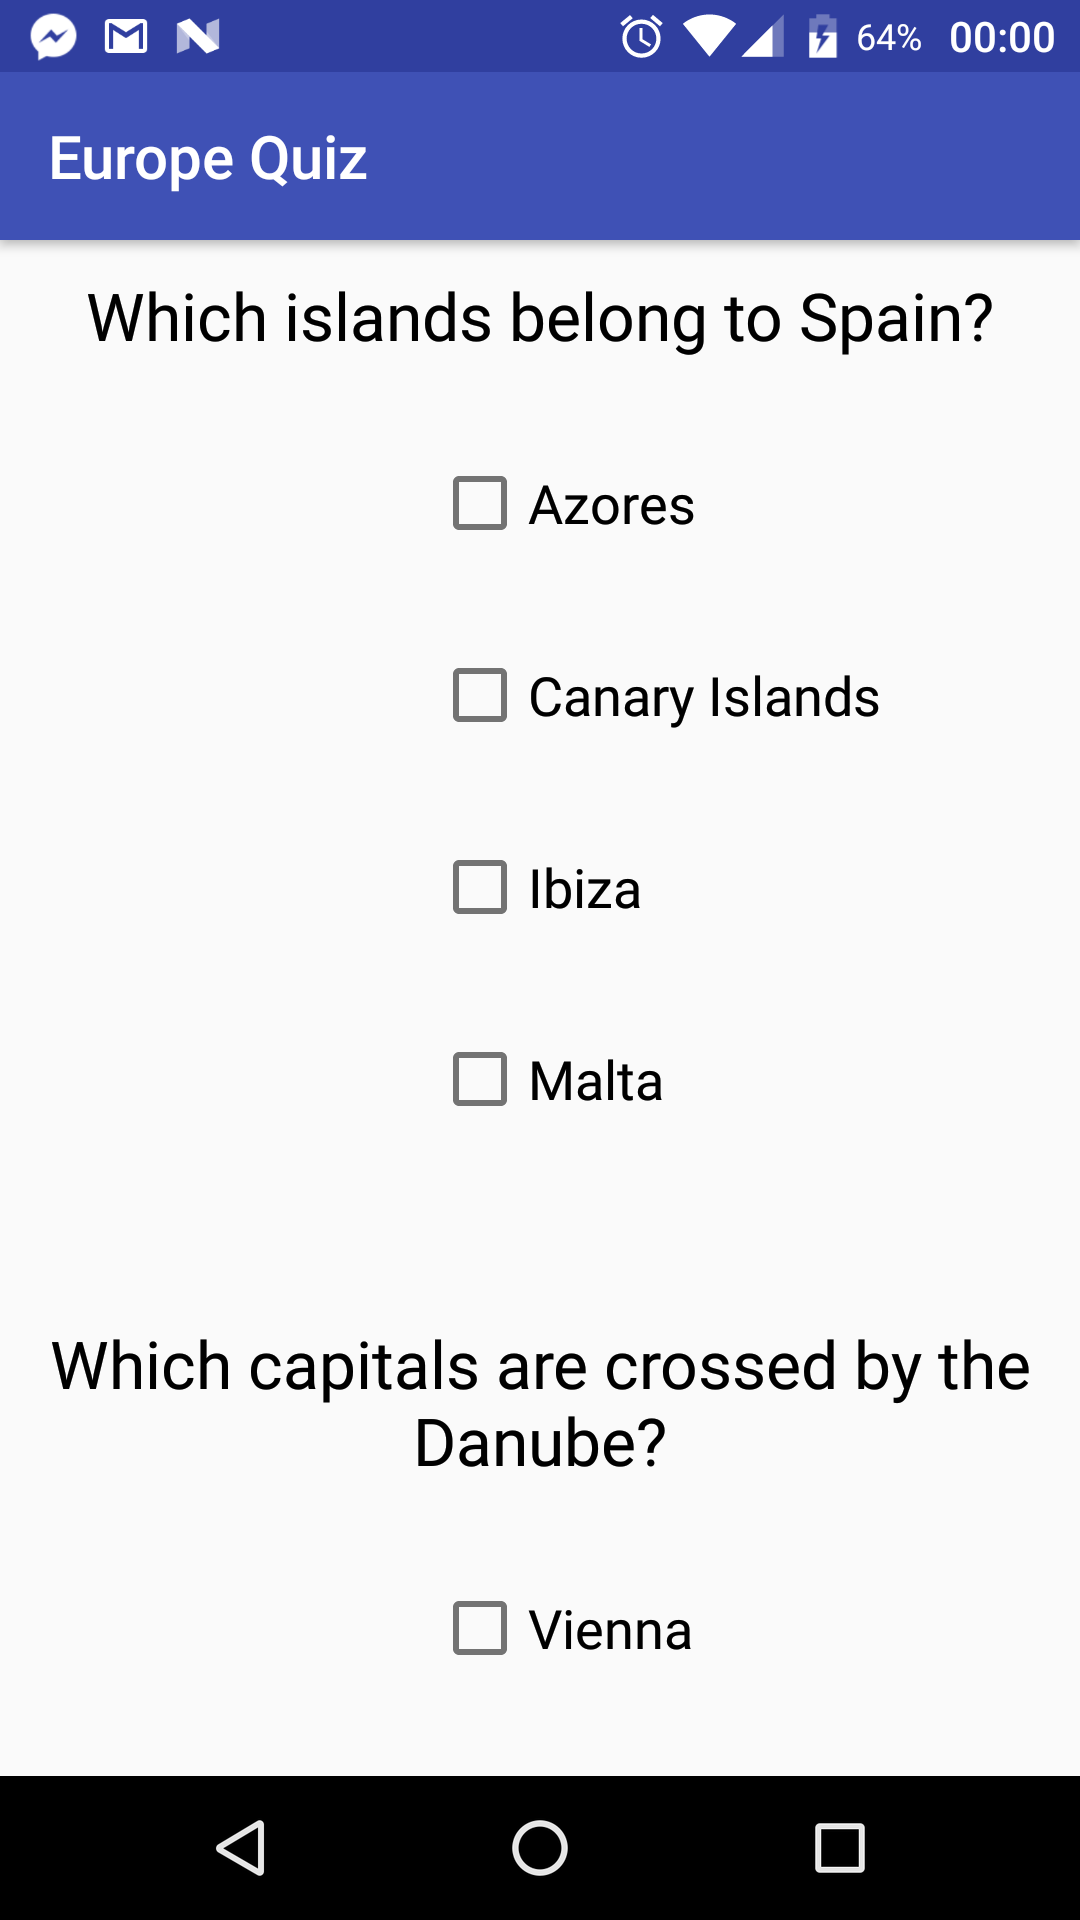 64% 00:00
Europe Quiz
Which islands belong to Spain?
Azores
Canary Islands
Ibiza
Malta
Which capitals are crossed by the
Danube?
Vienna